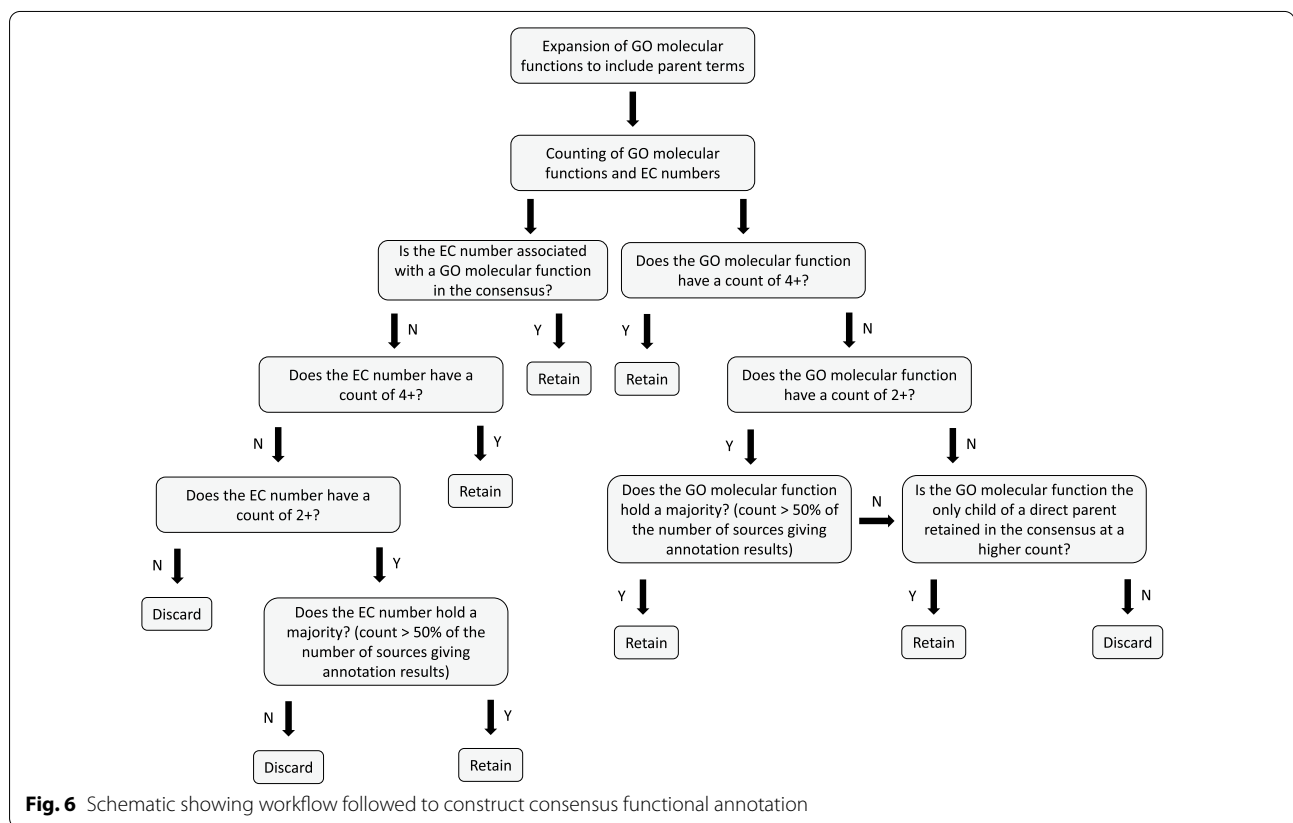 Expansion of GO molecular
functions to include parent terms
Counting of GO molecular
functions and EC numbers
Is the EC number associated
with a GO molecular function
in the consensus?
Does the GO molecular function
have a count of 4+?
N
Y
Y
N
Does the EC number have a
count of 4+?
Retain
Retain
Does the GO molecular function
have a count of 2+?
N
Y
Y
N
Does the EC number have a
count of 2+?
Retain
Does the GO molecular function
hold a majority? (count > 50% of
the number of sources giving
annotation results)
N
Is the GO molecular function the
only child of a direct parent
retained in the consensus at a
higher count?
N
Y
Y
Y
N
Discard
Does the EC number hold a
majority? (count > 50% of the
number of sources giving
annotation results)
Retain
Retain
Discard
N
Y
Discard
Retain
Fig. 6 Schematic showing workflow followed to construct consensus functional annotation